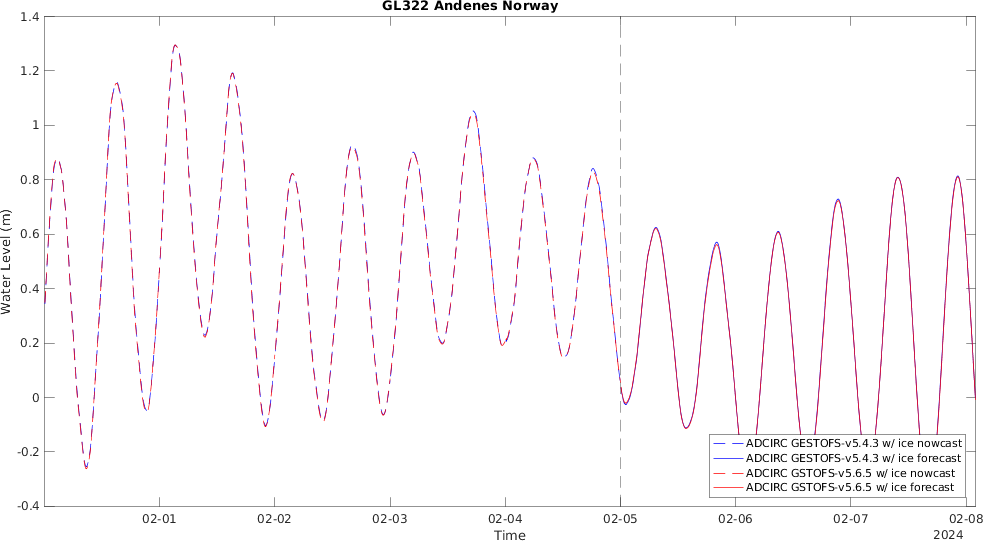 GL322 Andenes Norway
1.4
1.2
1
0.8
0.6
0.4
0.2
0
-0.2
-0.4
Water Level (m)
ADCIRC GESTOFS-v5.4.3 w/ ice nowcast
ADCIRC GESTOFS-v5.4.3 w/ ice forecast
ADCIRC GSTOFS-v5.6.5 w/ ice nowcast
ADCIRC GSTOFS-v5.6.5 w/ ice forecast
02-01 02-02 02-03 02-04 02-05 02-06 02-07 02-08
Time
2024